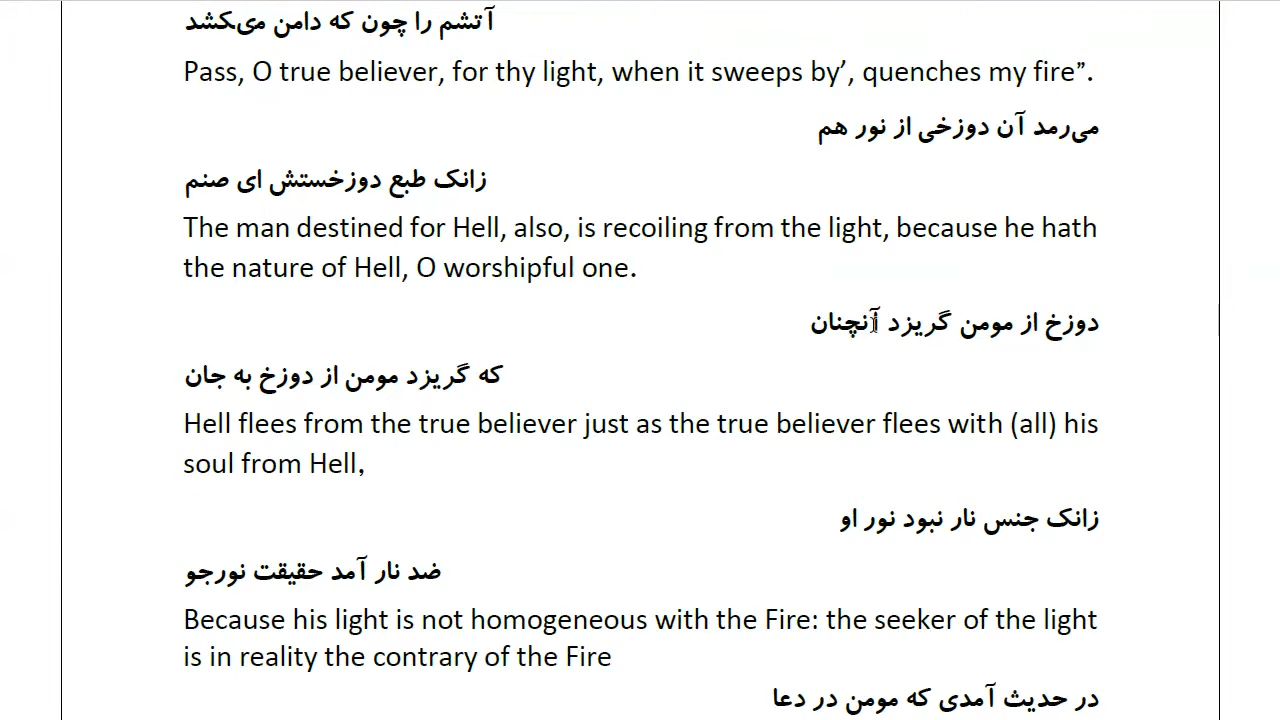 آتشم را چون که دامن می‌کشد
Pass, O true believer, for thy light, when it sweeps by’, quenches my fire”.
می‌رمد آن دوزخی از نور هم
زانک طبع دوزخستش ای صنم
The man destined for Hell, also, is recoiling from the light, because he hath
the nature of Hell, O worshipful one.
دوزخ از مومن گریزد آنچنان
که گریزد مومن از دوزخ به جان
Hell flees from the true believer just as the true believer flees with (all) his
soul from Hell,
زانک جنس نار نبود نور او
ضد نار آمد حقیقت نورجو
Because his light is not homogeneous with the Fire: the seeker of the light
is in reality the contrary of the Fire
در حدیث آمدی که مومن در دعا